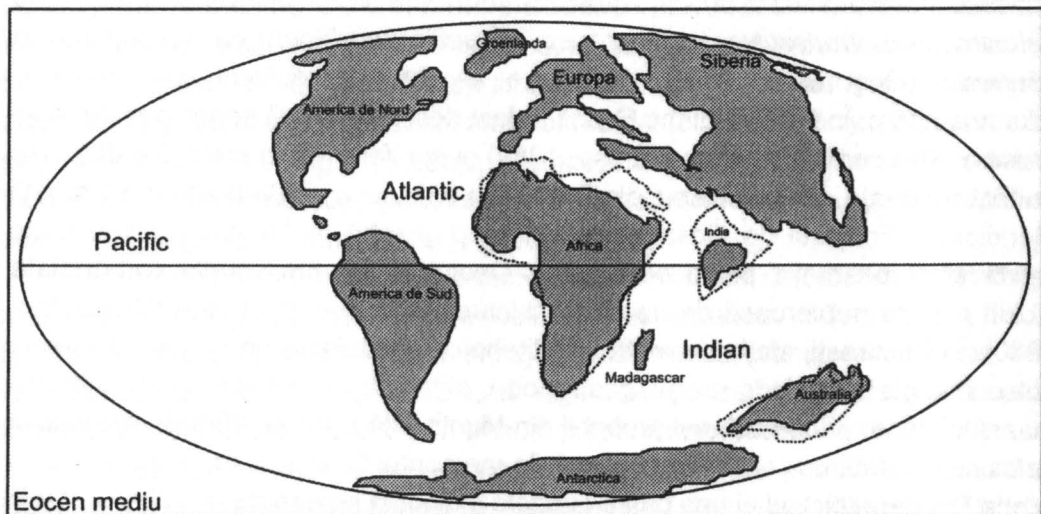 Groenlanda
Siberia
Europa
America de Nord
Atlantic
India
Pacific
Africa
America de Sud
Indian
Madagascar
Australia
Antarctica
Eocen mediu